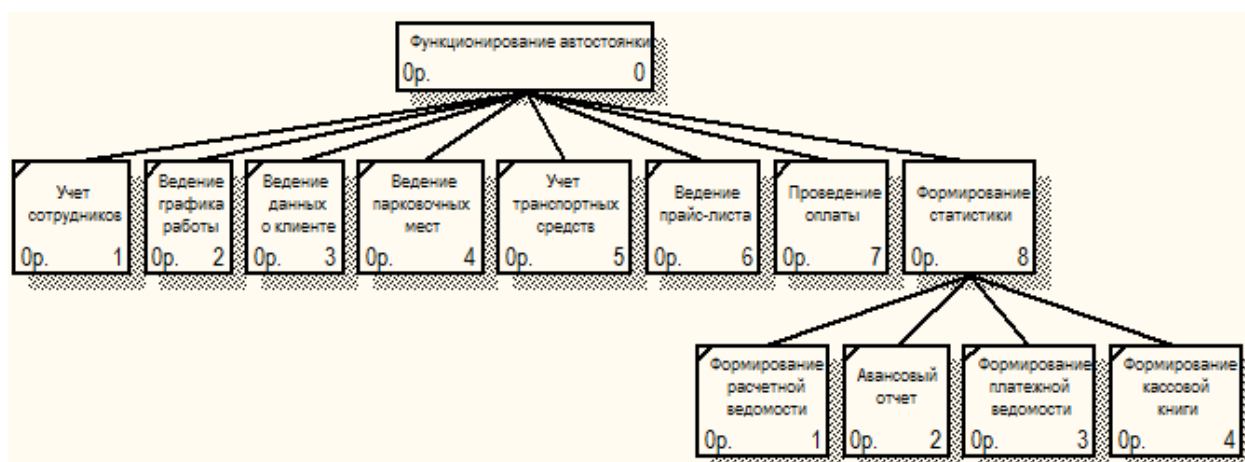 Функционирование автостоянки
0р. 0
Учет
сотрудников
0р. 1
Ведение
графика
работы
0р. 2
Ведение
данных
о клиенте
0р. 3
Ведение
парковочных
мест
0р. 4
Учет
транспортных
средств
0р. 5
Ведение
прайс-листа
0р. 6
Проведение
оплаты
0р. 7
Формирование
статистики
0р. 8
Формирование
расчетной
ведомости
0р. 1
Авансовый
отчет
0р. 2
Формирование
платежной
ведомости
0р. 3
Формирование
кассовой
книги
0р. 4